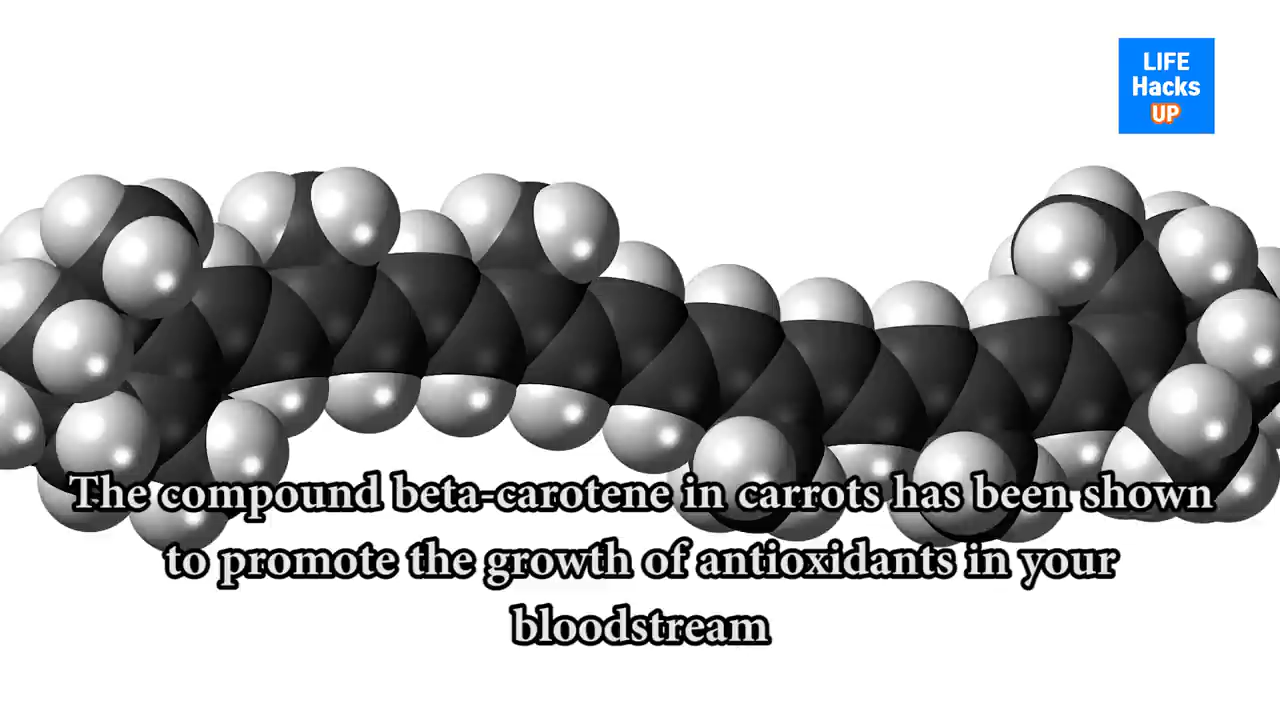 LIFE
Hacks
UP
The compound beta-carotene in carrots has been shown
to promote the growth of antioxidants in your
bloodstream